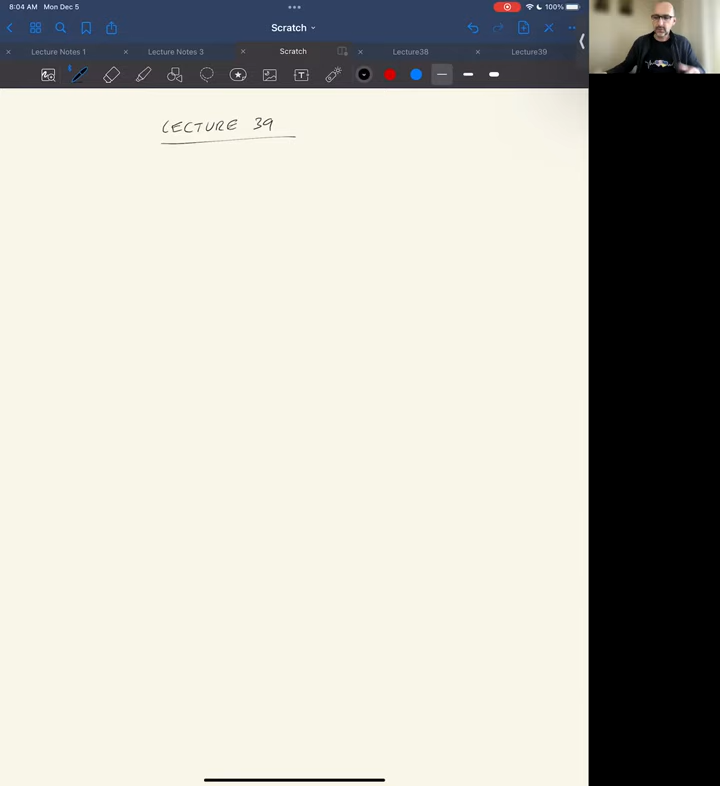 8:04 AM Mon Dec 5
100%
Scratch
Lecture Notes 1
Lecture Notes 3
Scratch
Lecture38
Lecture39
T
LECTURE 39